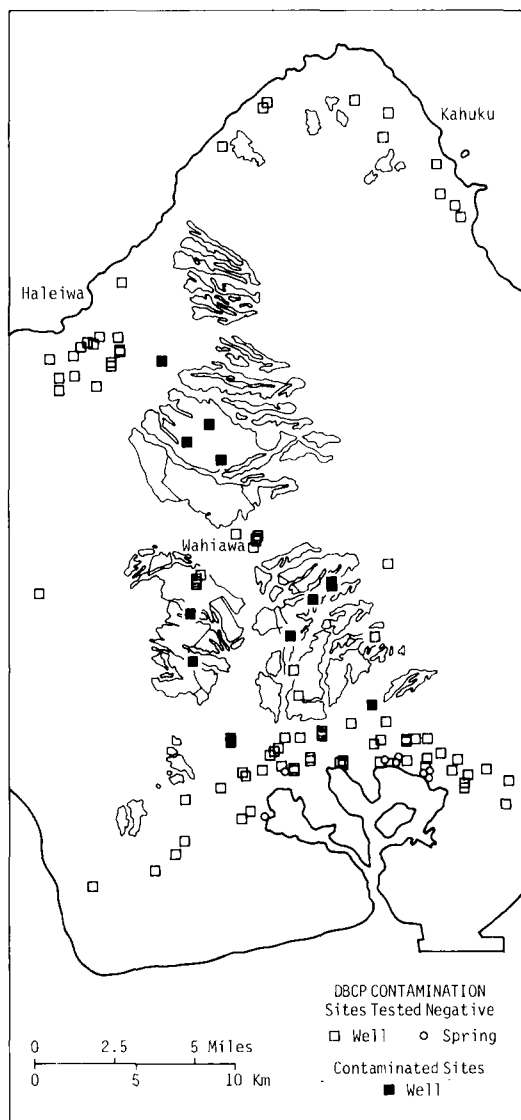 Kahuku
Haleiwa
Wahiawa
DBCP CONTAMINATION
Sites Tested Negative
Well Spring
Contaminated Sites
Well
0 2.5 5 Miles
0 5 10 Km